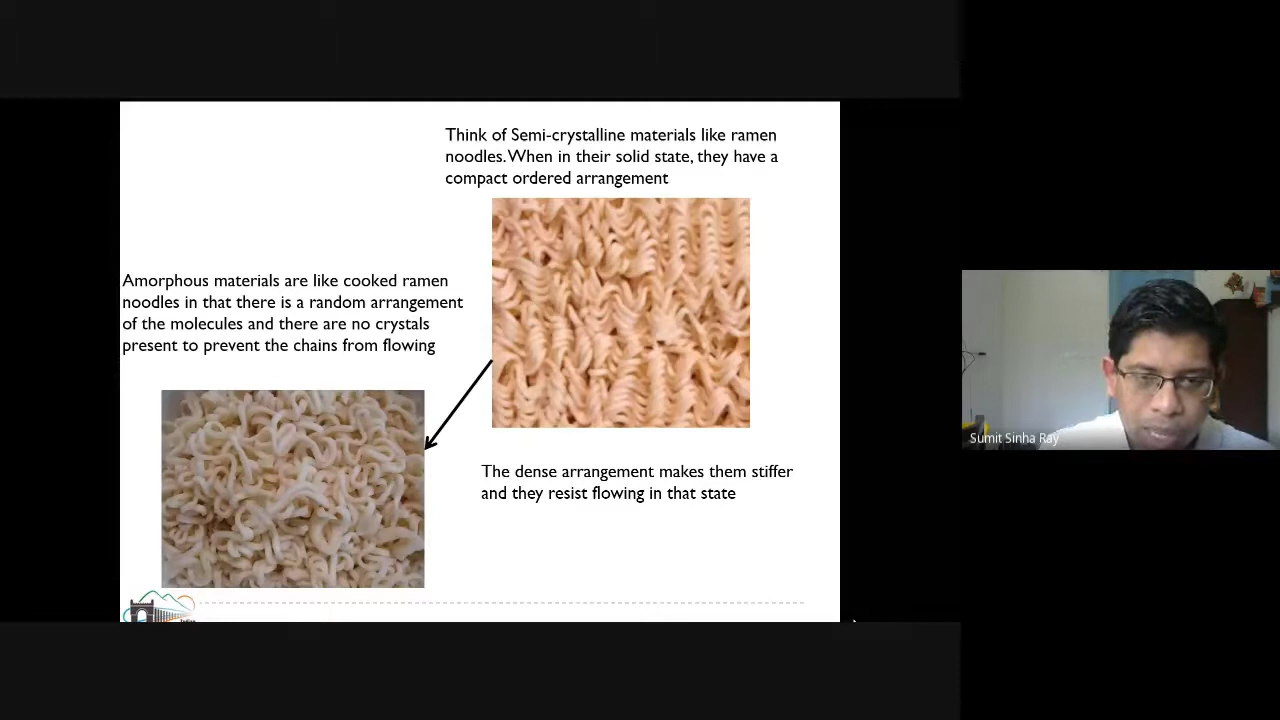 Think of Semi-crystalline materials like ramen
noodles. When in their solid state, they have a
compact ordered arrangement
Amorphous materials are like cooked ramen
noodles in that there is a random arrangement
of the molecules and there are no crystals
present to prevent the chains from flowing
The dense arrangement makes them stiffer
and they resist flowing in that state
Sumit Sinha Ray